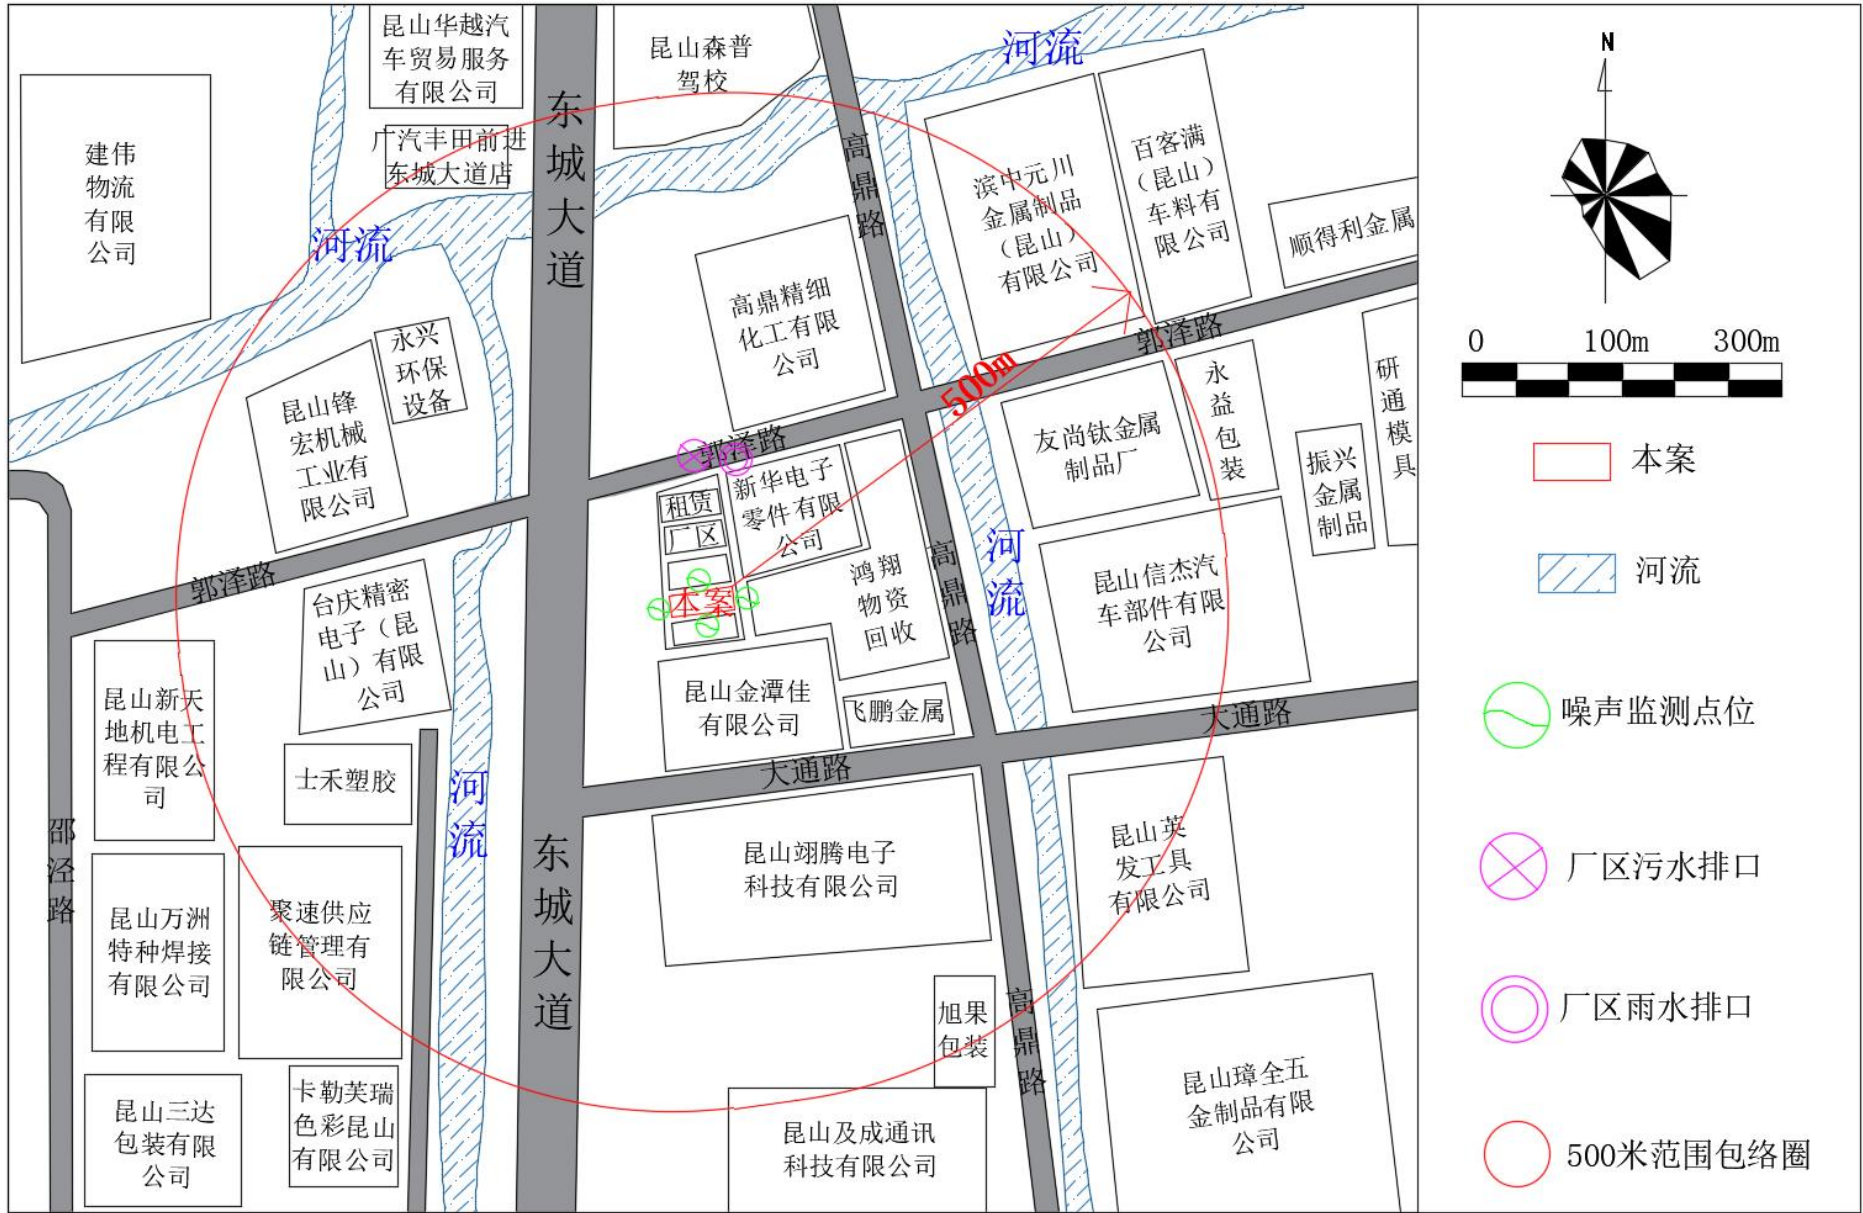 昆山华越汽
车贸易服务
有限公司
广汽丰田前进
东城大道店
建伟
物流
有限
公司
河流
东城大道
昆山森普
驾校
河流
高鼎路
滨中元川
金属制品
（昆山）
有限公司
百客满
（昆山）
车料有
限公司
顺得利金属
高鼎精细
化工有限
公司
永兴
环保
设备
昆山锋
宏机械
工业有
限公司
郭泽路
500m
郭泽路
友尚钛金属
制品厂
永益包装
振兴
金属
制品
研通模具
新华电子
零件有限
公司
租赁
厂区
本案
鸿翔
物资
回收
高鼎路
河流
昆山信杰汽
车部件有限
公司
郭泽路
台庆精密
电子（昆
山）有限
公司
昆山新天
地机电工
程有限公
司
士禾塑胶
昆山金潭佳
有限公司
飞鹏金属
大通路
大通路
邵泾路
河流
东城大道
昆山翊腾电子
科技有限公司
昆山英
发工具
有限公司
昆山万洲
特种焊接
有限公司
聚速供应
链管理有
限公司
旭果
包装
高鼎路
昆山三达
包装有限
公司
卡勒芙瑞
色彩昆山
有限公司
昆山及成通讯
科技有限公司
昆山璋全五
金制品有限
公司
N
0 100m 300m
本案
河流
噪声监测点位
厂区污水排口
厂区雨水排口
500米范围包络圈